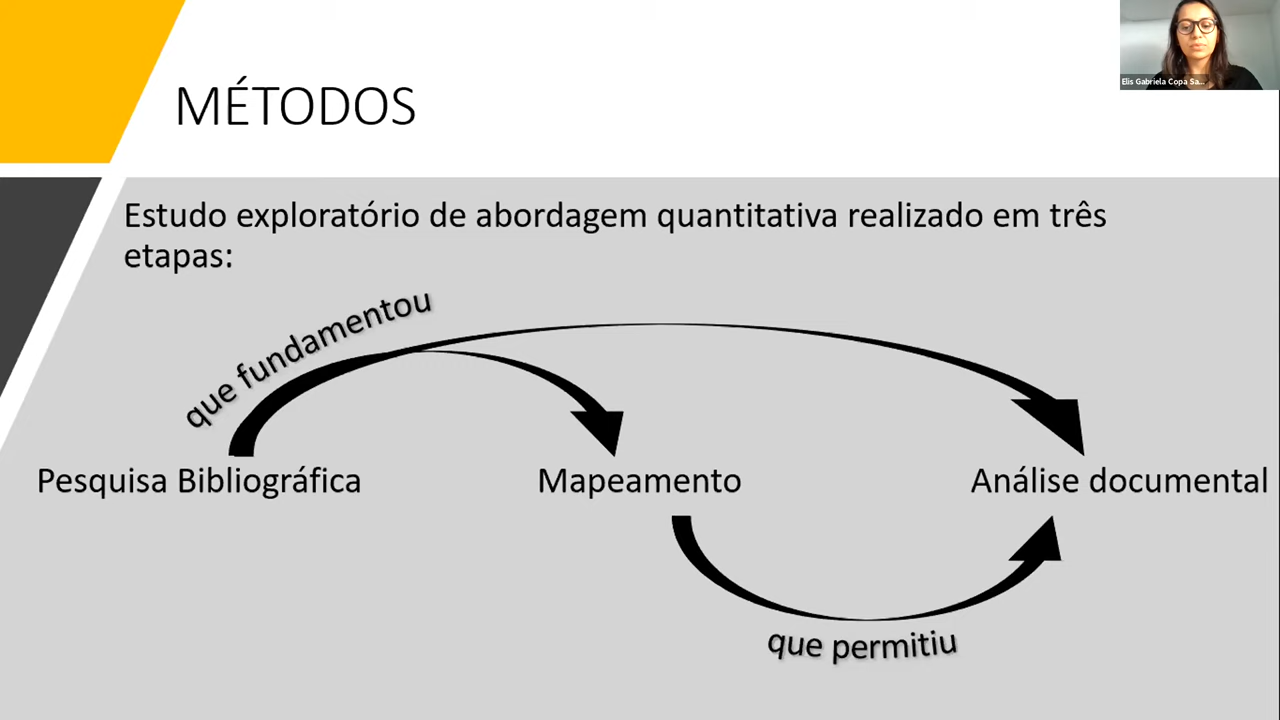 Elis Gabriela Copa Sa...
MÉTODOS
Estudo exploratório de abordagem quantitativa realizado em três
etapas:
que fundamentou
Pesquisa Bibliográfica
Mapeamento
Análise documental
que permitiu